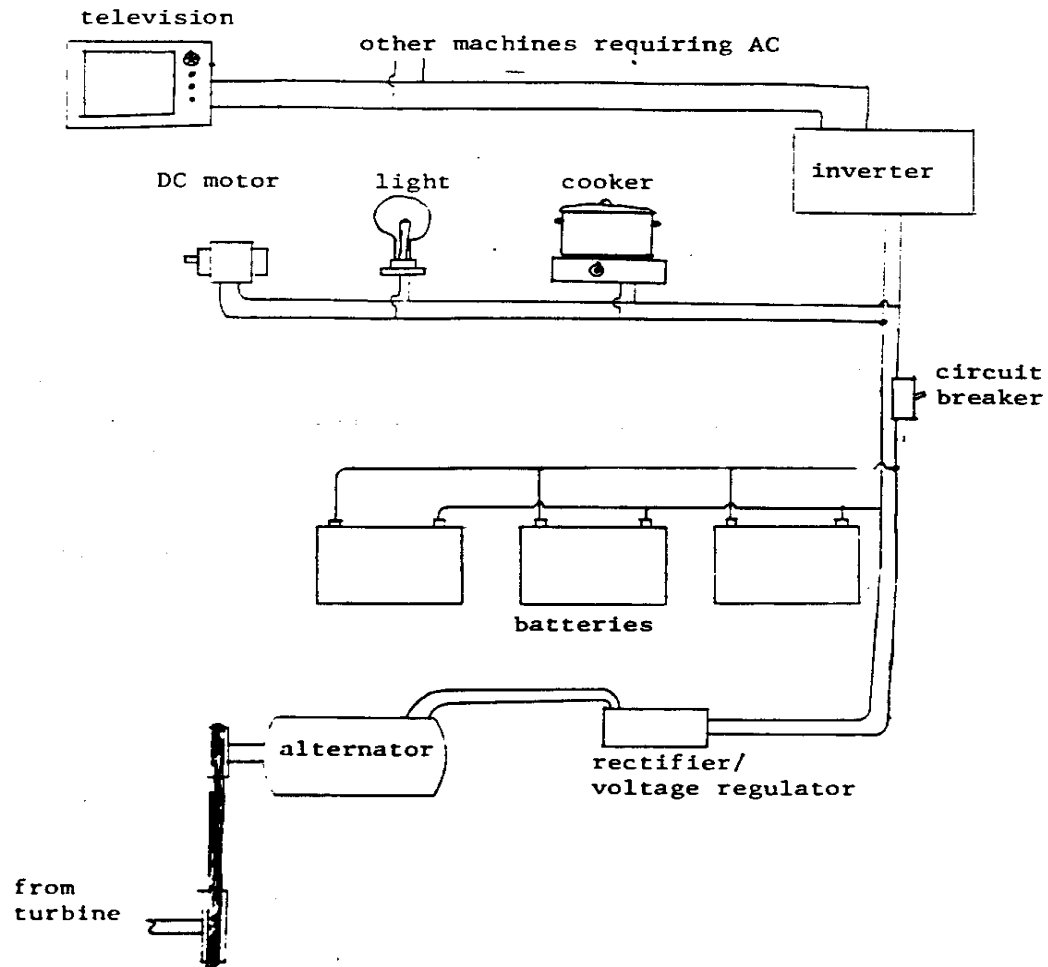 television
other machines requiring AC
inverter
DC motor
light
cooker
circuit
breaker
batteries
alternator
rectifier/
voltage regulator
from
turbine